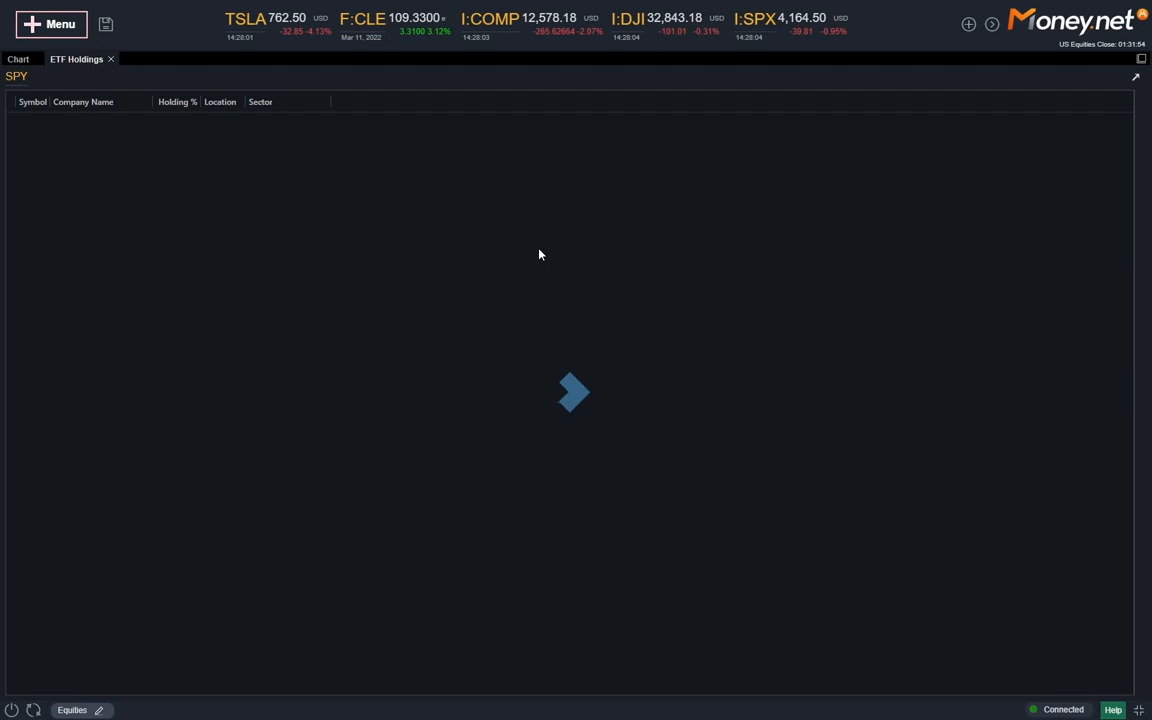 Menu
TSLA 762.50 USD
14:28:01 -32.85 -4.13%
F:CLE 109.3300 e
Mar 11, 2022 3.3100 3.12%
I:COMP 12,578.18 USD
14:28:03 -265.62664 -2.07%
I:DJI 32,843.18 USD
14:28:04 -101.01 -0.31%
I:SPX 4,164.50 USD
14:28:04 -39.81 -0.95%
Money.net
US Equities Close: 01:31:54
Chart ETF Holdings
SPY
Symbol Company Name Holding % Location Sector
Equities Connected Help